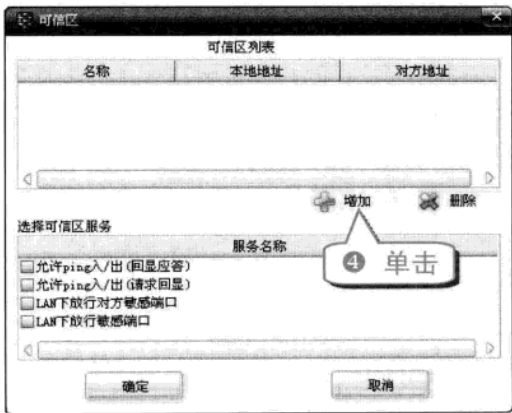 可信区
可信区列表
名称 本地地址 对方地址
增加 删除
选择可信区服务
服务名称
❹ 单击
允许ping入/出(回显应答)
允许ping入/出(请求回显)
LAN下放行对方敏感端口
LAN下放行敏感端口
确定 取消